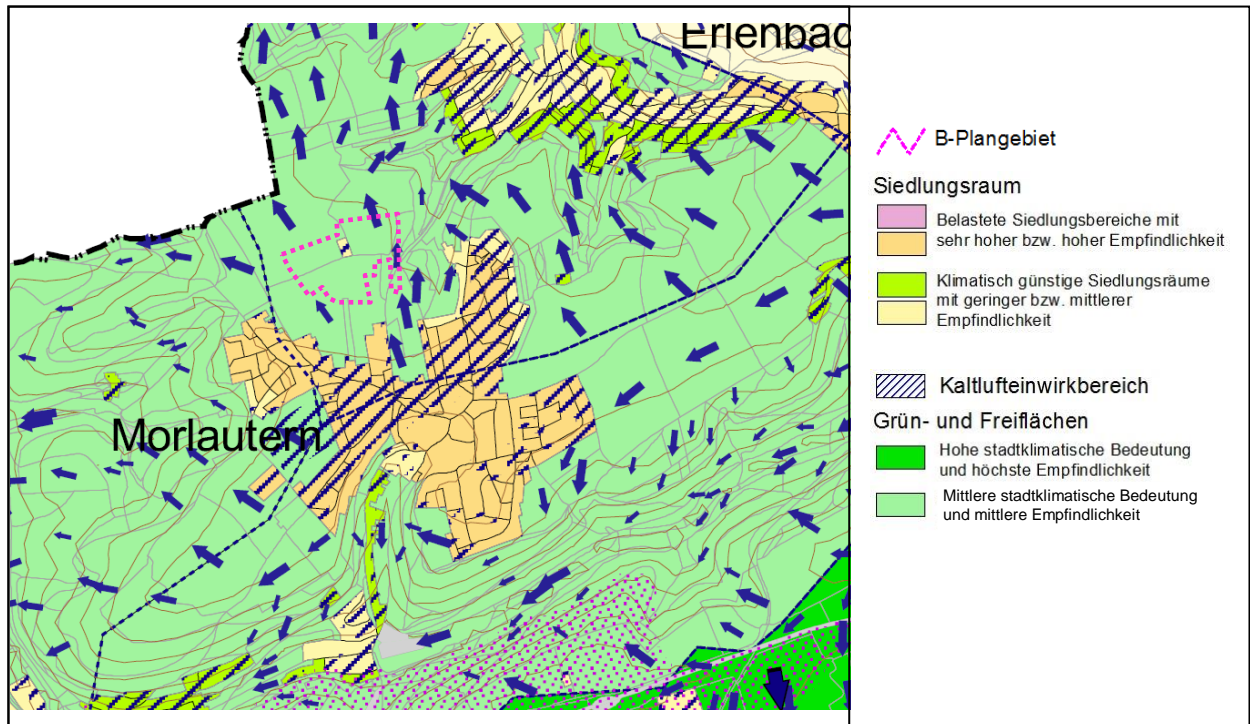 Erlenbac
Morlautern
B-Plangebiet
Siedlungsraum
Belastete Siedlungsbereiche mit
sehr hoher bzw. hoher Empfindlichkeit
Klimatisch günstige Siedlungsräume
mit geringer bzw. mittlerer
Empfindlichkeit
Kaltlufteinwirkbereich
Grün- und Freiflächen
Hohe stadtklimatische Bedeutung
und höchste Empfindlichkeit
Mittlere stadtklimatische Bedeutung
und mittlere Empfindlichkeit